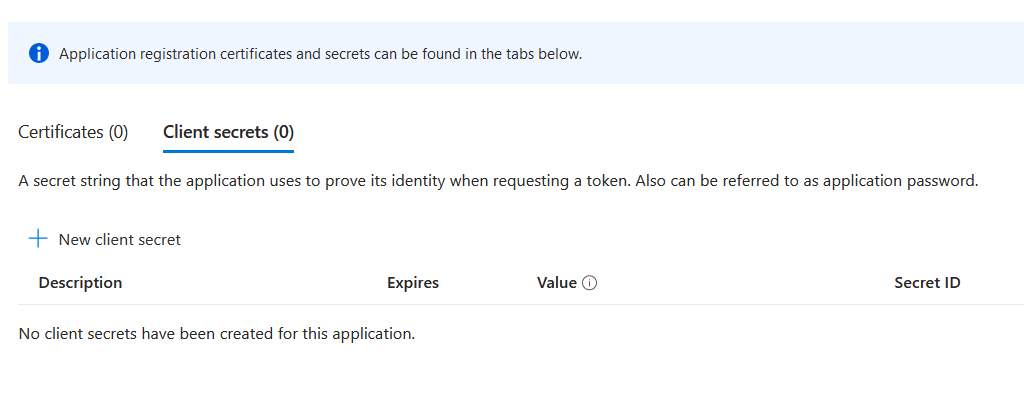 Application registration certificates and secrets can be found in the tabs below.
Certificates (0) Client secrets (0)
A secret string that the application uses to prove its identity when requesting a token. Also can be referred to as application password.
New client secret
Description Expires Value Secret ID
No client secrets have been created for this application.